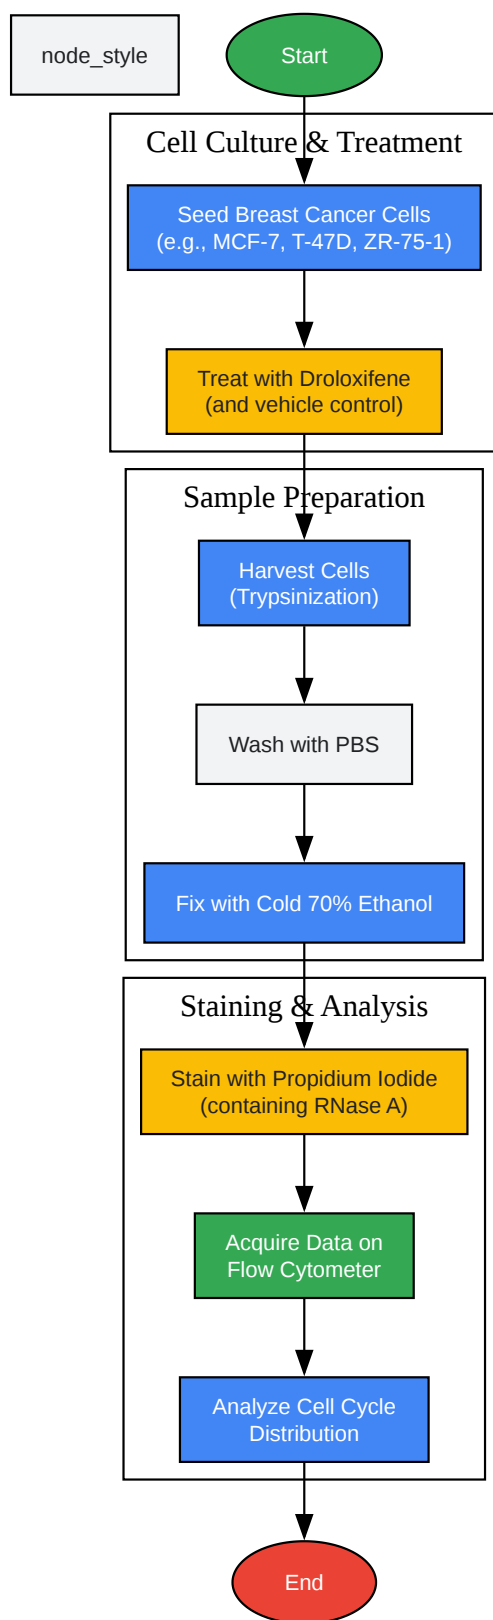 node_style
Start
Cell Culture & Treatment
Seed Breast Cancer Cells
(e.g., MCF-7, T-47D, ZR-75-1)
Treat with Droloxifene
(and vehicle control)
Sample Preparation
Harvest Cells
(Trypsinization)
Wash with PBS
Fix with Cold 70% Ethanol
Staining & Analysis
Stain with Propidium Iodide
(containing RNase A)
Acquire Data on
Flow Cytometer
Analyze Cell Cycle
Distribution
End